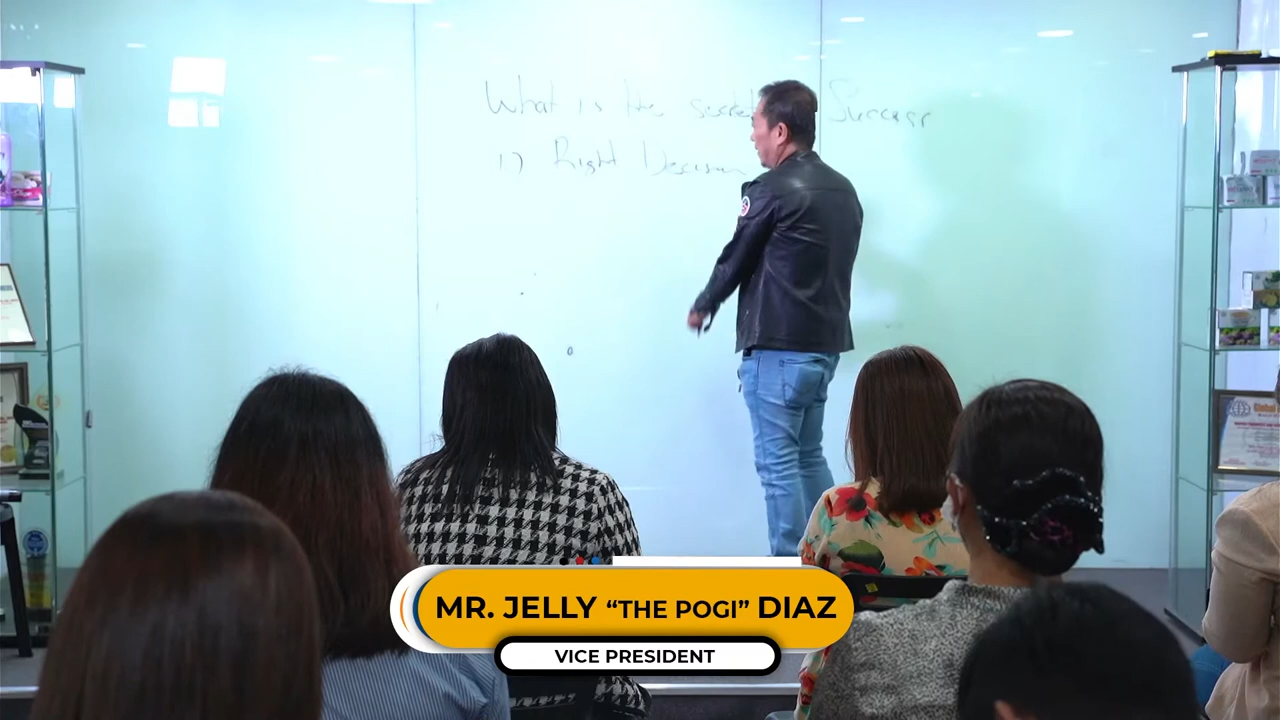 What is the secret Success
1) Right Decision
MR. JELLY “THE POGI” DIAZ
VICE PRESIDENT